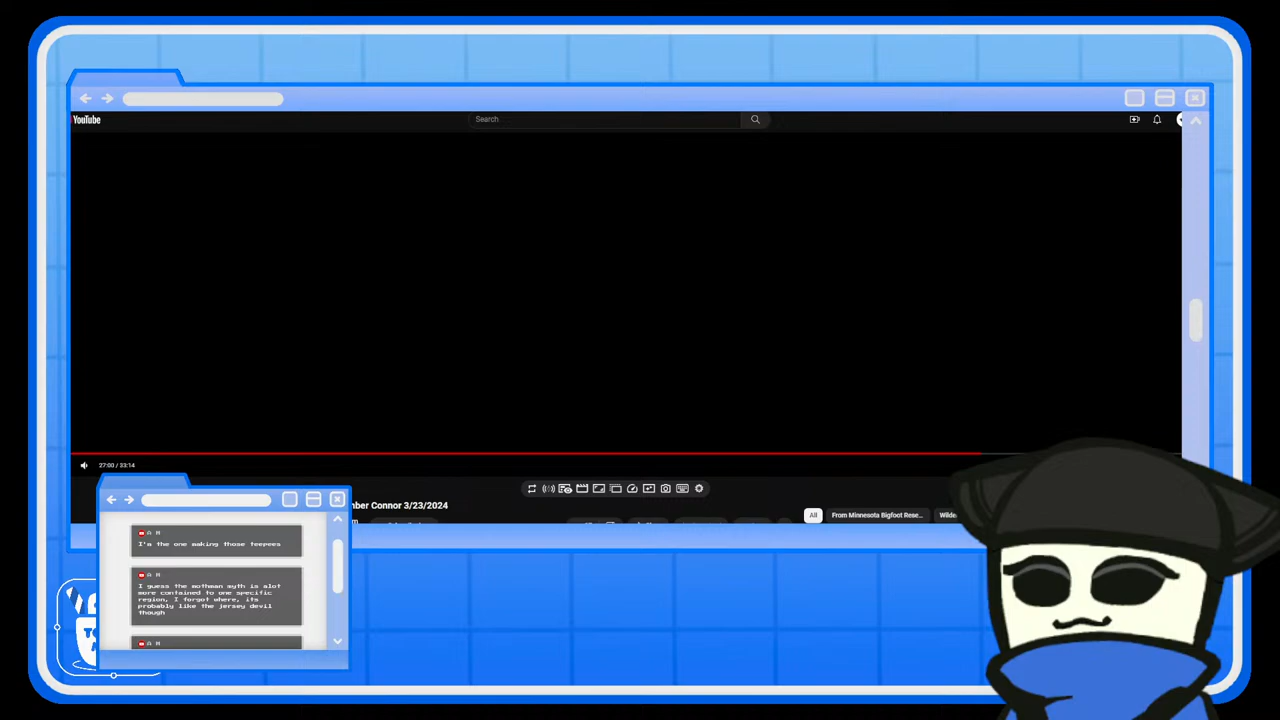 YouTube
Search
27:00 / 33:14
mber Connor 3/23/2024
All
From Minnesota Bigfoot Rese...
Wilde
A M
I'm the one making those teepees
A M
I guess the mothman myth is alot
more contained to one specific
region, I forgot where, its
probably like the jersey devil
though
A M